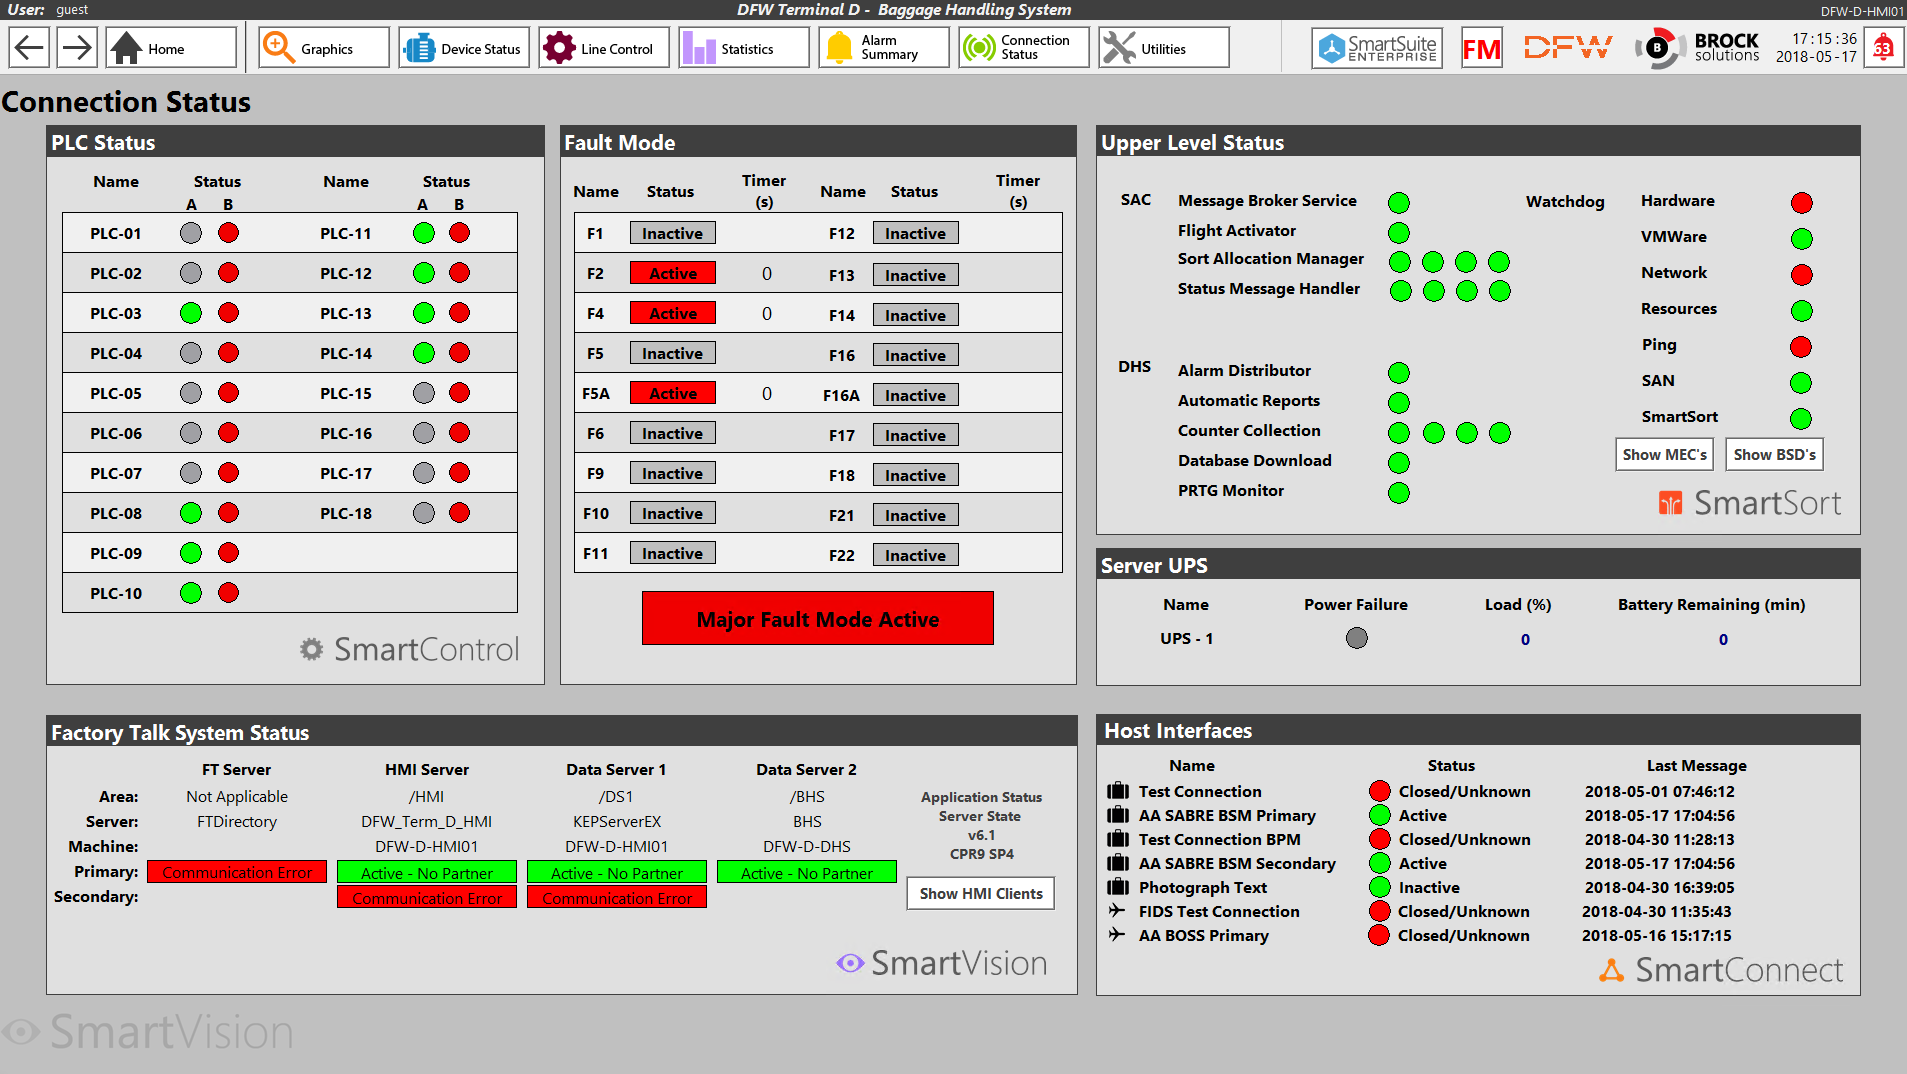 User: guest
DFW Terminal D - Baggage Handling System
DFW-D-HMI01
Home
Graphics
Device Status
Line Control
Statistics
Alarm Summary
Connection Status
Utilities
SmartSuite ENTERPRISE
FM
DFW
B BROCK solutions
17:15:36
2018-05-17
53
Connection Status
PLC Status
Name Status Name Status
A B A B
PLC-01 PLC-11
PLC-02 PLC-12
PLC-03 PLC-13
PLC-04 PLC-14
PLC-05 PLC-15
PLC-06 PLC-16
PLC-07 PLC-17
PLC-08 PLC-18
PLC-09
PLC-10
SmartControl
Fault Mode
Name Status Timer (s) Name Status Timer (s)
F1 Inactive F12 Inactive
F2 Active 0 F13 Inactive
F4 Active 0 F14 Inactive
F5 Inactive F16 Inactive
F5A Active 0 F16A Inactive
F6 Inactive F17 Inactive
F9 Inactive F18 Inactive
F10 Inactive F21 Inactive
F11 Inactive F22 Inactive
Major Fault Mode Active
Upper Level Status
SAC Message Broker Service
Flight Activator
Sort Allocation Manager
Status Message Handler
DHS Alarm Distributor
Automatic Reports
Counter Collection
Database Download
PRTG Monitor
Watchdog Hardware
VMWare
Network
Resources
Ping
SAN
SmartSort
Show MEC's Show BSD's
SmartSort
Server UPS
Name Power Failure Load (%) Battery Remaining (min)
UPS - 1 0 0
Factory Talk System Status
FT Server HMI Server Data Server 1 Data Server 2
Area: Not Applicable /HMI /DS1 /BHS
Server: FTDirectory DFW_Term_D_HMI KEPServerEX BHS
Machine: DFW-D-HMI01 DFW-D-HMI01 DFW-D-DHS
Primary: Communication Error Active - No Partner Active - No Partner Active - No Partner
Secondary: Communication Error Communication Error
Application Status
Server State
v6.1
CPR9 SP4
Show HMI Clients
SmartVision
Host Interfaces
Name Status Last Message
Test Connection Closed/Unknown 2018-05-01 07:46:12
AA SABRE BSM Primary Active 2018-05-17 17:04:56
Test Connection BPM Closed/Unknown 2018-04-30 11:28:13
AA SABRE BSM Secondary Active 2018-05-17 17:04:56
Photograph Text Inactive 2018-04-30 16:39:05
FIDS Test Connection Closed/Unknown 2018-04-30 11:35:43
AA BOSS Primary Closed/Unknown 2018-05-16 15:17:15
SmartConnect
SmartVision